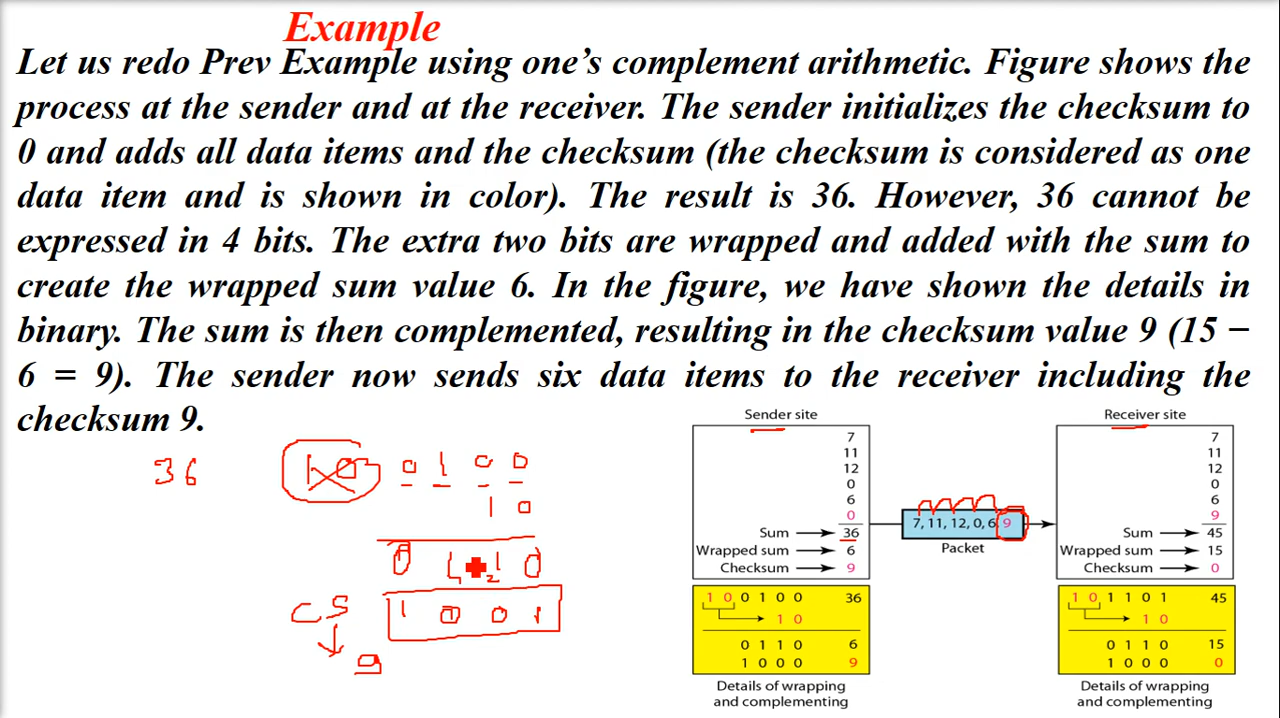 Example
Let us redo Prev Example using one’s complement arithmetic. Figure shows the
process at the sender and at the receiver. The sender initializes the checksum to
0 and adds all data items and the checksum (the checksum is considered as one
data item and is shown in color). The result is 36. However, 36 cannot be
expressed in 4 bits. The extra two bits are wrapped and added with the sum to
create the wrapped sum value 6. In the figure, we have shown the details in
binary. The sum is then complemented, resulting in the checksum value 9 (15 −
6 = 9). The sender now sends six data items to the receiver including the
checksum 9.
36
1 0 0 1 0 0
1 0
0 1 1 0
CS 1 0 0 1
9
Sender site
7
11
12
0
6
0
Sum 36
Wrapped sum 6
Checksum 9
1 0 0 1 0 0 36
1 0
0 1 1 0 6
1 0 0 0 9
Details of wrapping
and complementing
7, 11, 12, 0, 6, 9
Packet
Receiver site
7
11
12
0
6
9
Sum 45
Wrapped sum 15
Checksum 0
1 0 1 1 0 1 45
1 0
0 1 1 0 15
1 0 0 0 0
Details of wrapping
and complementing